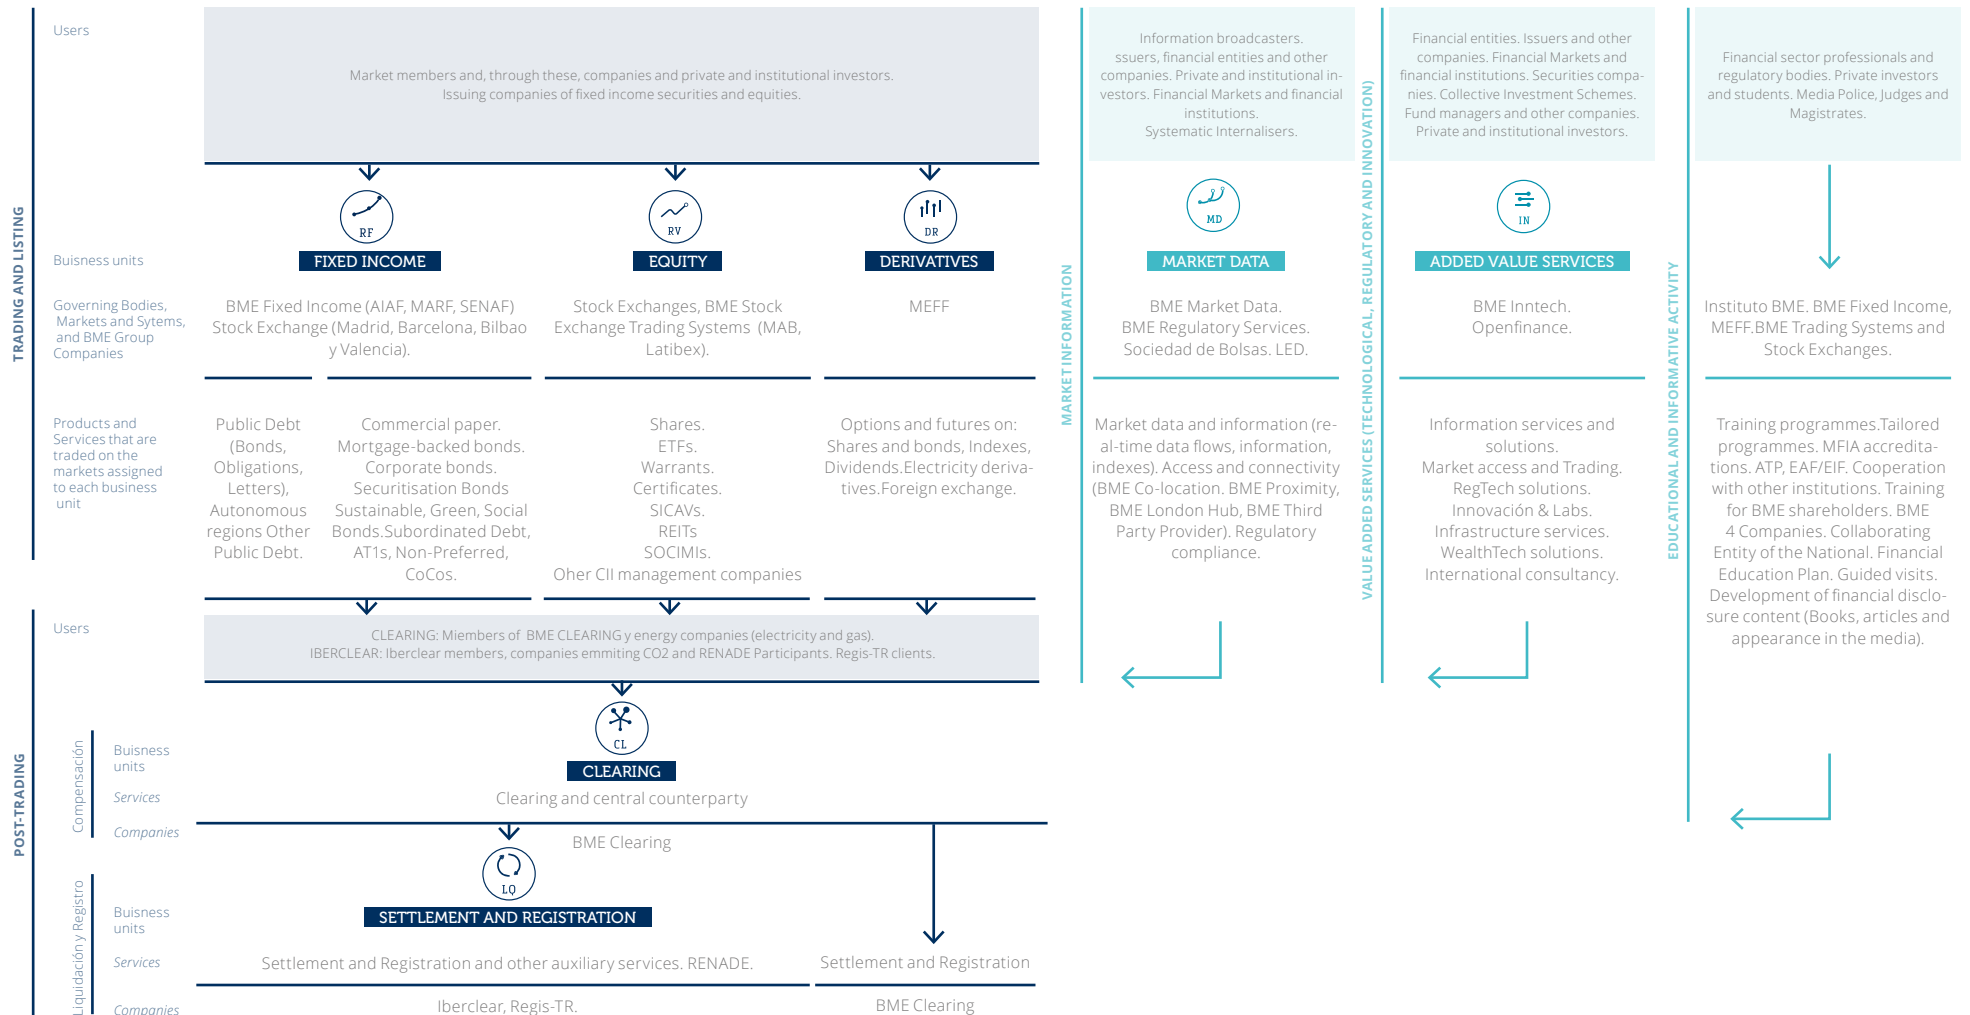 TRADING AND LISTING
Users
Market members and, through these, companies and private and institutional investors.
Issuing companies of fixed income securities and equities.
Buisness units
RF
FIXED INCOME
RV
EQUITY
DR
DERIVATIVES
Governing Bodies,
Markets and Sytems,
and BME Group
Companies
BME Fixed Income (AIAF, MARF, SENAF)
Stock Exchange (Madrid, Barcelona, Bilbao
y Valencia).
Stock Exchanges, BME Stock
Exchange Trading Systems (MAB,
Latibex).
MEFF
Products and
Services that are
traded on the
markets assigned
to each business
unit
Public Debt
(Bonds,
Obligations,
Letters),
Autonomous
regions Other
Public Debt.
Commercial paper.
Mortgage-backed bonds.
Corporate bonds.
Securitisation Bonds
Sustainable, Green, Social
Bonds.Subordinated Debt,
AT1s, Non-Preferred,
CoCos.
Shares.
ETFs.
Warrants.
Certificates.
SICAVs.
REITs
SOCIMIs.
Oher CII management companies
Options and futures on:
Shares and bonds, Indexes,
Dividends.Electricity deriva-
tives.Foreign exchange.
MARKET INFORMATION
Information broadcasters.
ssuers, financial entities and other
companies. Private and institutional in-
vestors. Financial Markets and financial
institutions.
Systematic Internalisers.
MD
MARKET DATA
BME Market Data.
BME Regulatory Services.
Sociedad de Bolsas. LED.
Market data and information (re-
al-time data flows, information,
indexes). Access and connectivity
(BME Co-location. BME Proximity,
BME London Hub, BME Third
Party Provider). Regulatory
compliance.
VALUE ADDED SERVICES (TECHNOLOGICAL, REGULATORY AND INNOVATION)
Financial entities. Issuers and other
companies. Financial Markets and
financial institutions. Securities compa-
nies. Collective Investment Schemes.
Fund managers and other companies.
Private and institutional investors.
IN
ADDED VALUE SERVICES
BME Inntech.
Openfinance.
Information services and
solutions.
Market access and Trading.
RegTech solutions.
Innovación & Labs.
Infrastructure services.
WealthTech solutions.
International consultancy.
EDUCATIONAL AND INFORMATIVE ACTIVITY
Financial sector professionals and
regulatory bodies. Private investors
and students. Media Police, Judges and
Magistrates.
Instituto BME. BME Fixed Income,
MEFF.BME Trading Systems and
Stock Exchanges.
Training programmes.Tailored
programmes. MFIA accredita-
tions. ATP, EAF/EIF. Cooperation
with other institutions. Training
for BME shareholders. BME
4 Companies. Collaborating
Entity of the National. Financial
Education Plan. Guided visits.
Development of financial disclo-
sure content (Books, articles and
appearance in the media).
POST-TRADING
Users
CLEARING: Miembers of BME CLEARING y energy companies (electricity and gas).
IBERCLEAR: Iberclear members, companies emmiting CO2 and RENADE Participants. Regis-TR clients.
Compensación
Buisness
units
CL
CLEARING
Services
Clearing and central counterparty
Companies
BME Clearing
Liquidación y Registro
Buisness
units
LQ
SETTLEMENT AND REGISTRATION
Services
Settlement and Registration and other auxiliary services. RENADE.
Settlement and Registration
Companies
Iberclear, Regis-TR.
BME Clearing